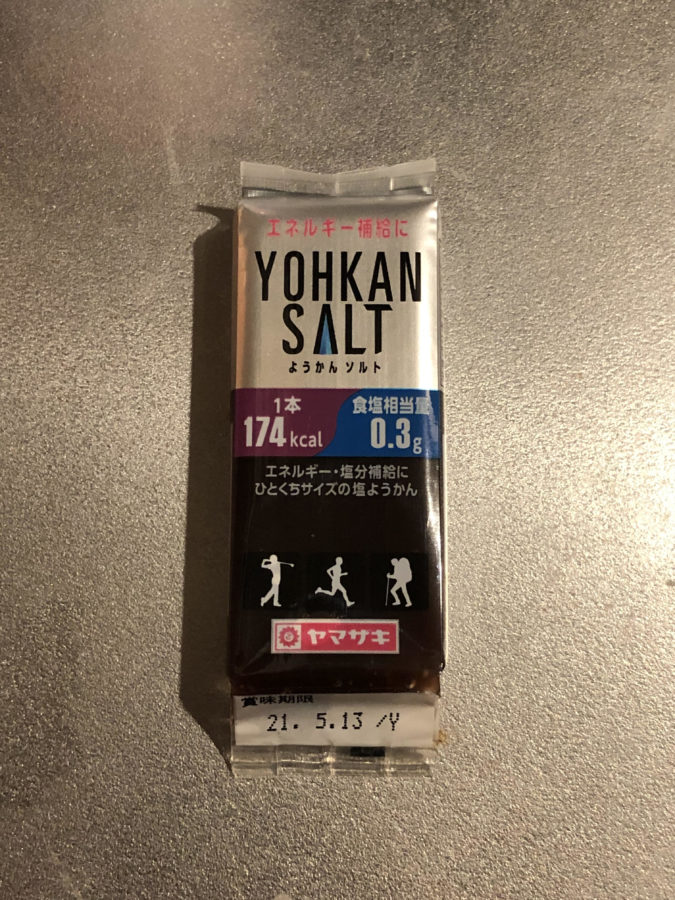 エネルギー補給に
YOHKAN
SALT
ようかん ソルト
1本
174kcal
食塩相当量
0.3g
エネルギー・塩分補給に
ひとくちサイズの塩ようかん
ヤマザキ
賞味期限
21. 5.13 /Y